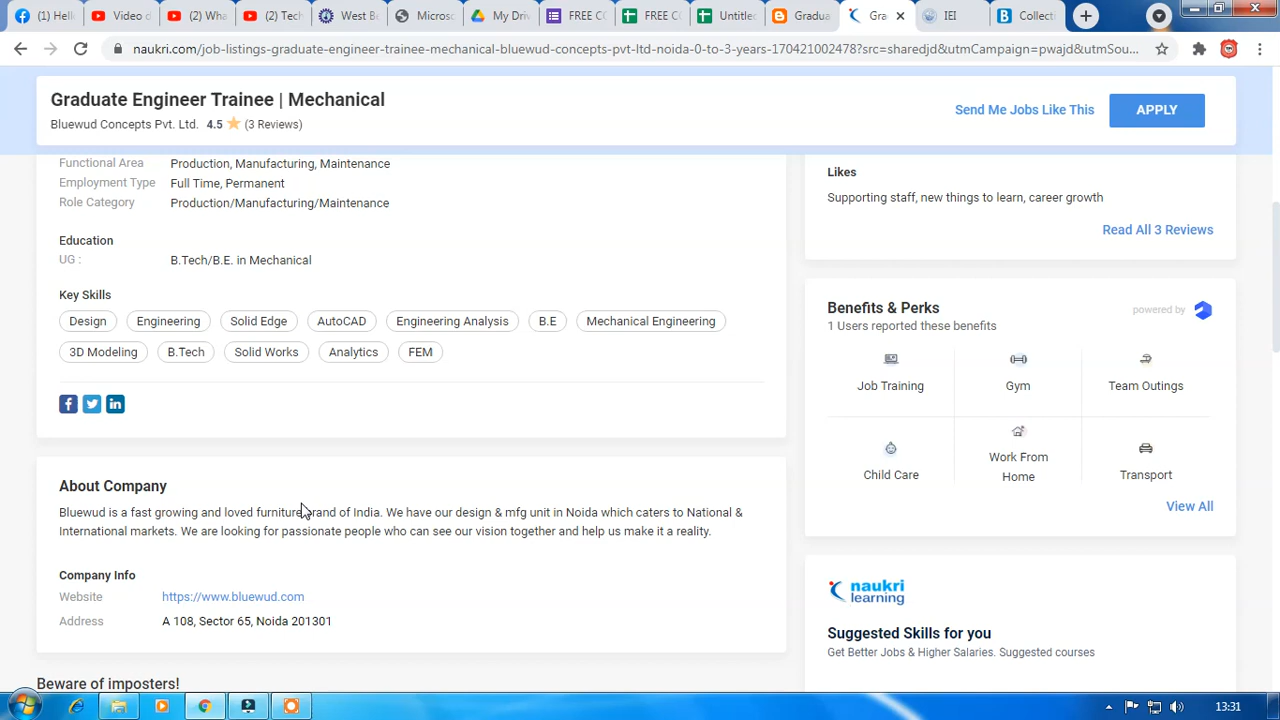 (Hel
Video d
(2) Wha
(2) Tech
West Be
Micros
My Driv
FREE CO
FREE CO
Untitled
Gradua
Gra
IEI
Collecti
naukri.com/job-listings-graduate-engineer-trainee-mechanical-bluewud-concepts-pvt-ltd-noida-0-to-3-years-170421002478?src=sharedjd&utmCampaign=pwajd&utmSou...
Graduate Engineer Trainee | Mechanical
Bluewud Concepts Pvt. Ltd. 4.5 (3 Reviews)
Send Me Jobs Like This APPLY
Functional Area Production, Manufacturing, Maintenance
Employment Type Full Time, Permanent
Role Category Production/Manufacturing/Maintenance
Education
UG : B.Tech/B.E. in Mechanical
Key Skills
Design Engineering Solid Edge AutoCAD Engineering Analysis B.E Mechanical Engineering
3D Modeling B.Tech Solid Works Analytics FEM
About Company
Bluewud is a fast growing and loved furniture brand of India. We have our design & mfg unit in Noida which caters to National &
International markets. We are looking for passionate people who can see our vision together and help us make it a reality.
Company Info
Website https://www.bluewud.com
Address A 108, Sector 65, Noida 201301
Beware of imposters!
Likes
Supporting staff, new things to learn, career growth
Read All 3 Reviews
Benefits & Perks powered by
1 Users reported these benefits
Job Training Gym Team Outings
Child Care Work From Home Transport
View All
naukri
learning
Suggested Skills for you
Get Better Jobs & Higher Salaries. Suggested courses
13:31